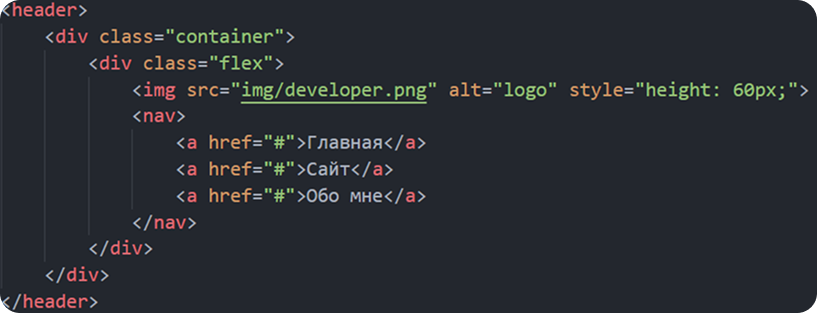 <header>
<div class="container">
<div class="flex">
<img src="img/developer.png" alt="logo" style="height: 60px;">
<nav>
<a href="#">Главная</a>
<a href="#">Сайт</a>
<a href="#">Обо мне</a>
</nav>
</div>
</div>
</header>